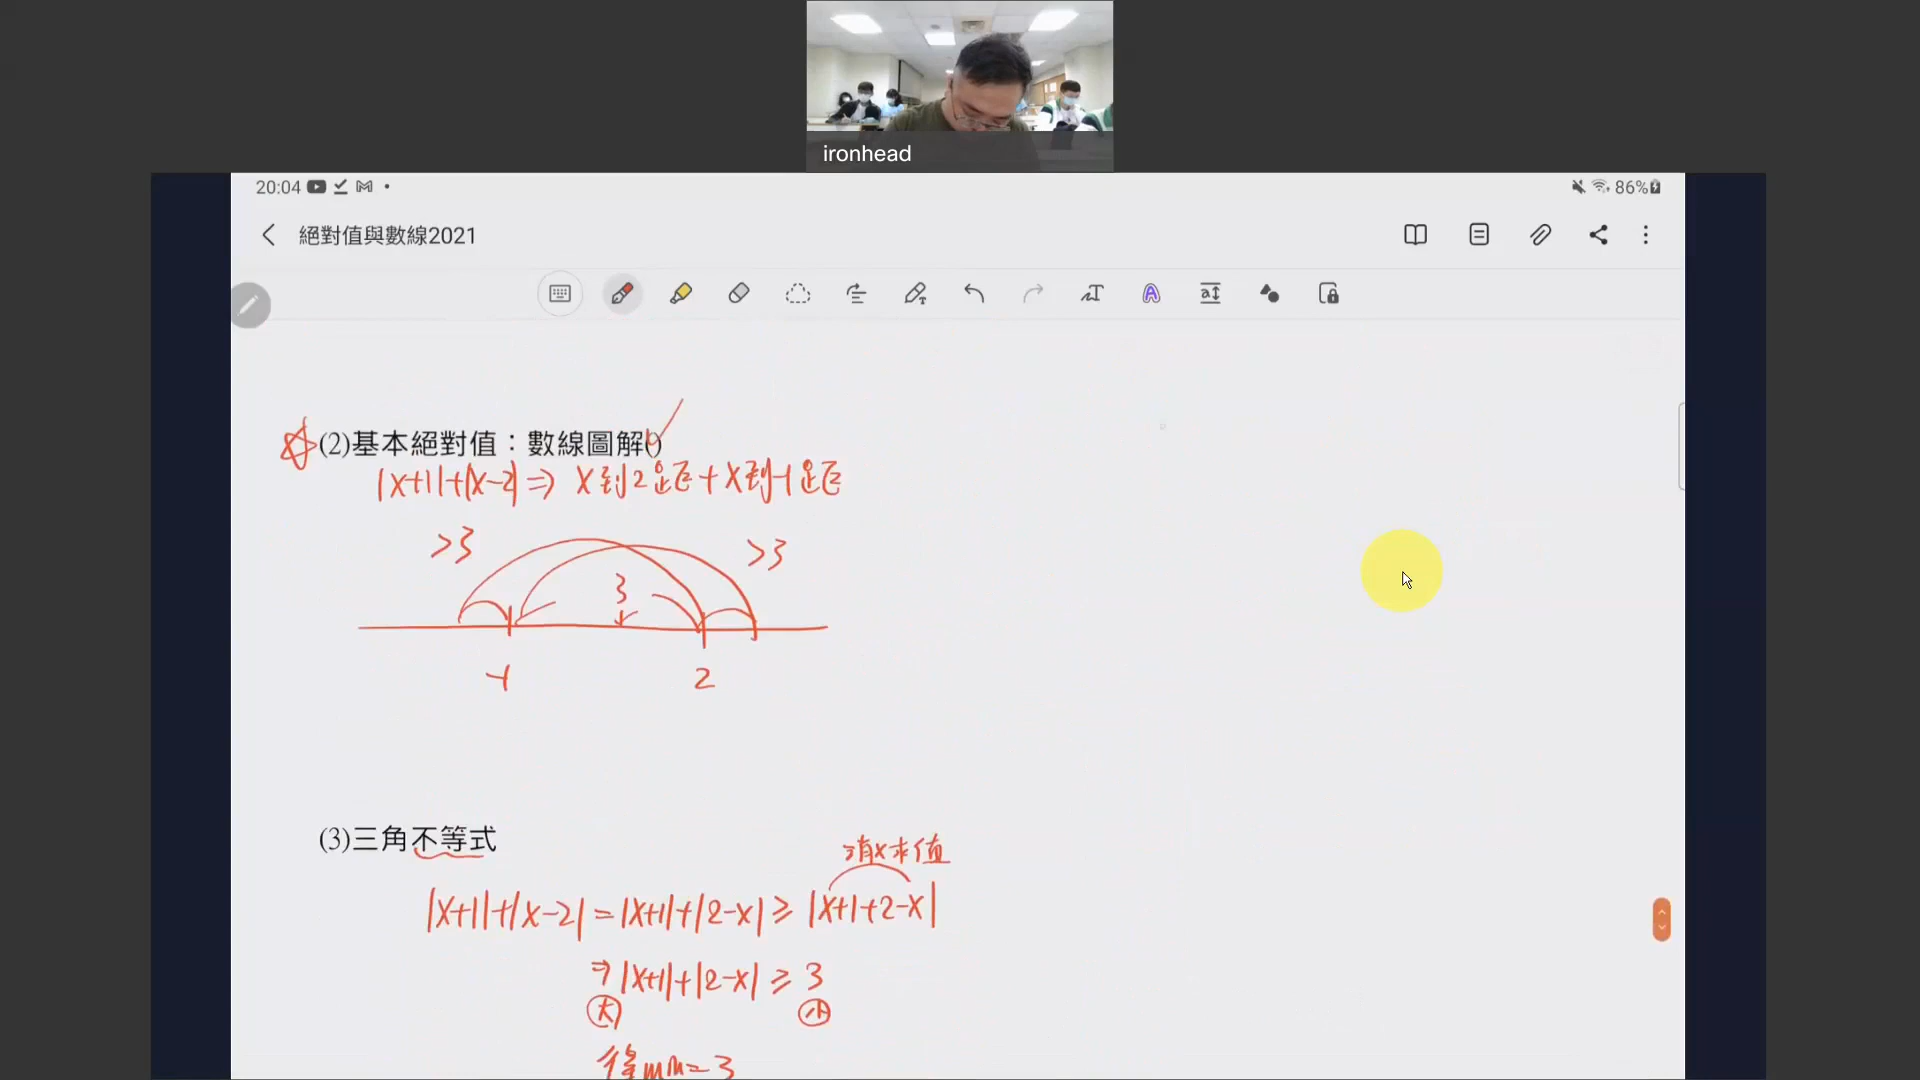 ironhead
20:04
86%
絕對值與數線2021
(2)基本絕對值：數線圖解()
|x+1|+|x-2| ⇒ x到2距+x到-1距
>3
>3
3
-1
2
(3)三角不等式
消x求值
|x+1|+|x-2|=|x+1|+|2-x|≥|x+1+2-x|
⇒|x+1|+|2-x|≥3
大
小
min=3